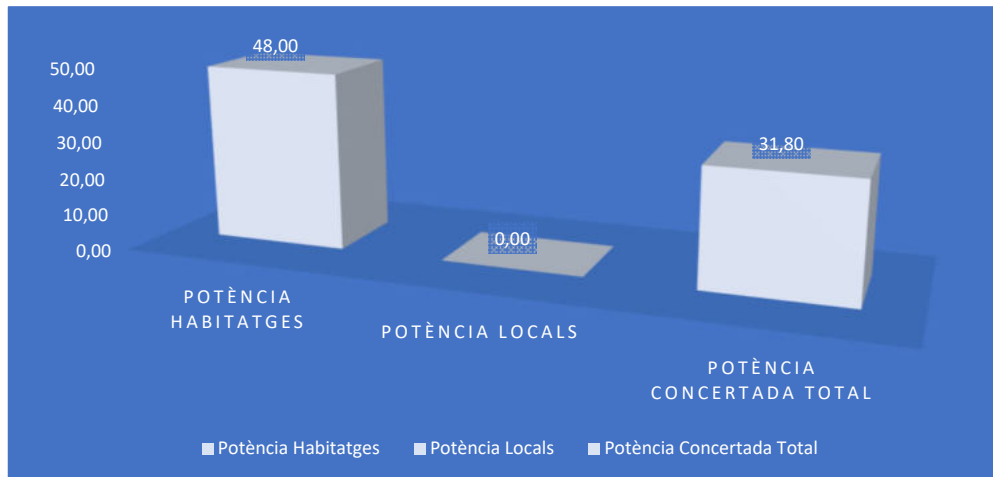 48,00
50,00
40,00
30,00
20,00
10,00
0,00
0,00
31,80
POTÈNCIA
HABITATGES
POTÈNCIA LOCALS
POTÈNCIA
CONCERTADA TOTAL
Potència Habitatges Potència Locals Potència Concertada Total